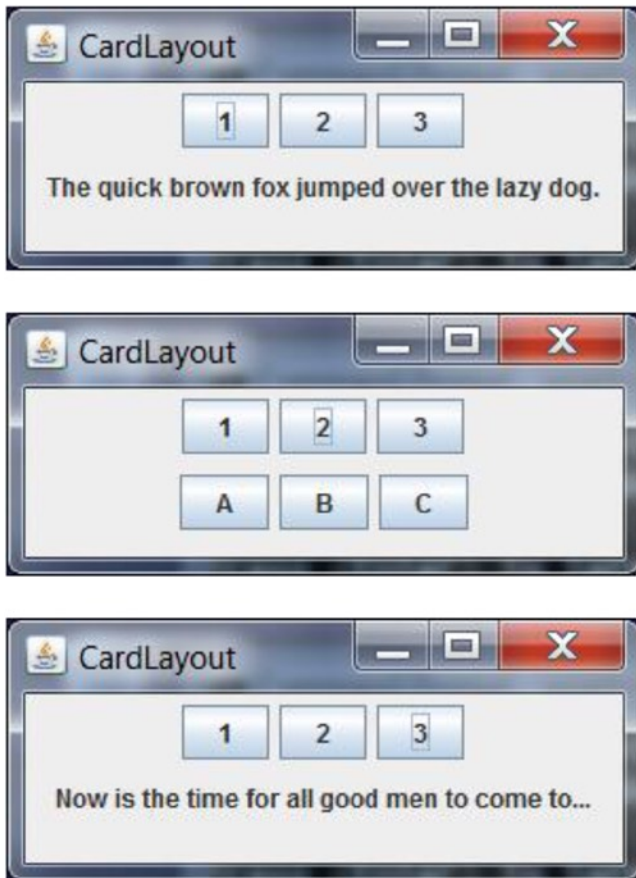 CardLayout
1 2 3
The quick brown fox jumped over the lazy dog.
CardLayout
1 2 3
A B C
CardLayout
1 2 3
Now is the time for all good men to come to...